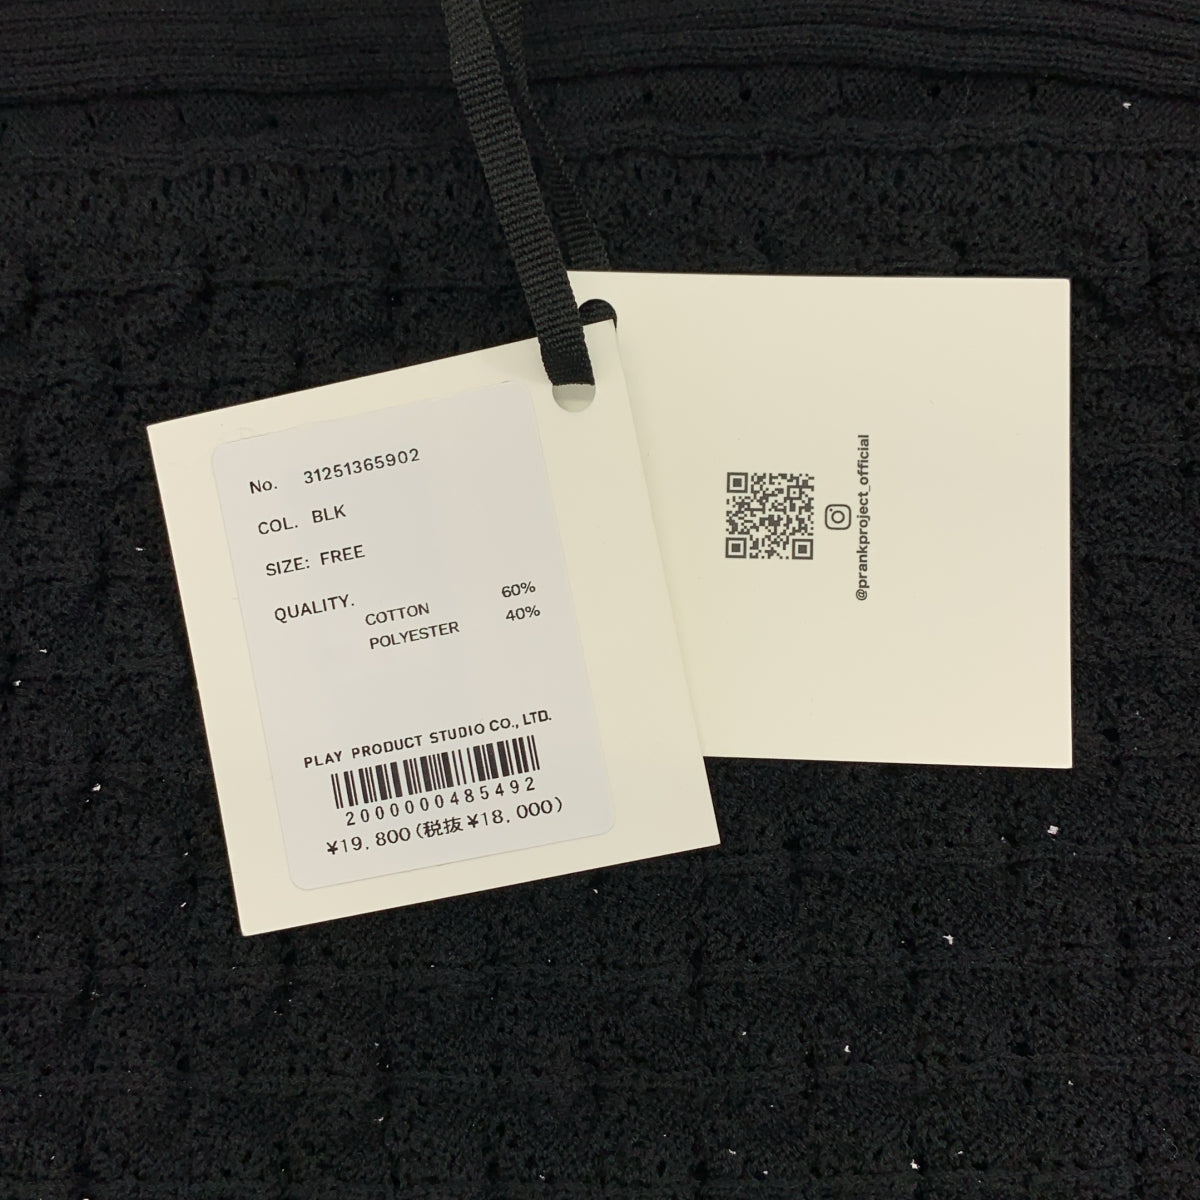 No. 31251365902
COL. BLK
SIZE: FREE
QUALITY.
COTTON 60%
POLYESTER 40%
PLAY PRODUCT STUDIO CO., LTD.
2000000485492
¥19,800(税抜¥18,000)
@prankproject_official